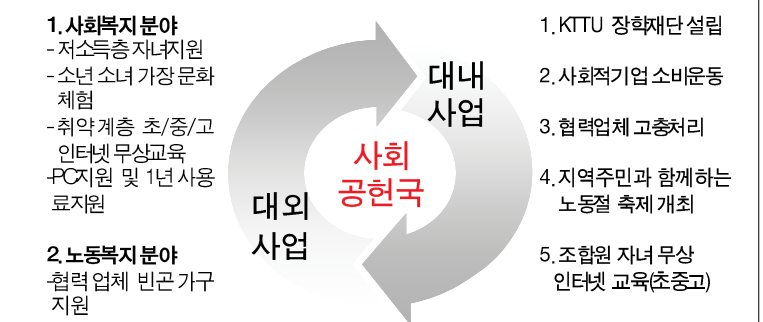 1. 사회복지 분야
- 저소득층 자녀지원
- 소년 소녀 가장 문화
체험
- 취약 계층 초/중/고
인터넷 무상교육
-PC지원 및 1년 사용
료지원
2. 노동복지 분야
-협력 업체 빈곤 가구
지원
대내
사업
사회
공헌국
대외
사업
1. KTTU 장학재단 설립
2. 사회적기업 소비운동
3. 협력업체 고충처리
4. 지역주민과 함께하는
노동절 축제 개최
5. 조합원 자녀 무상
인터넷 교육(초중고)